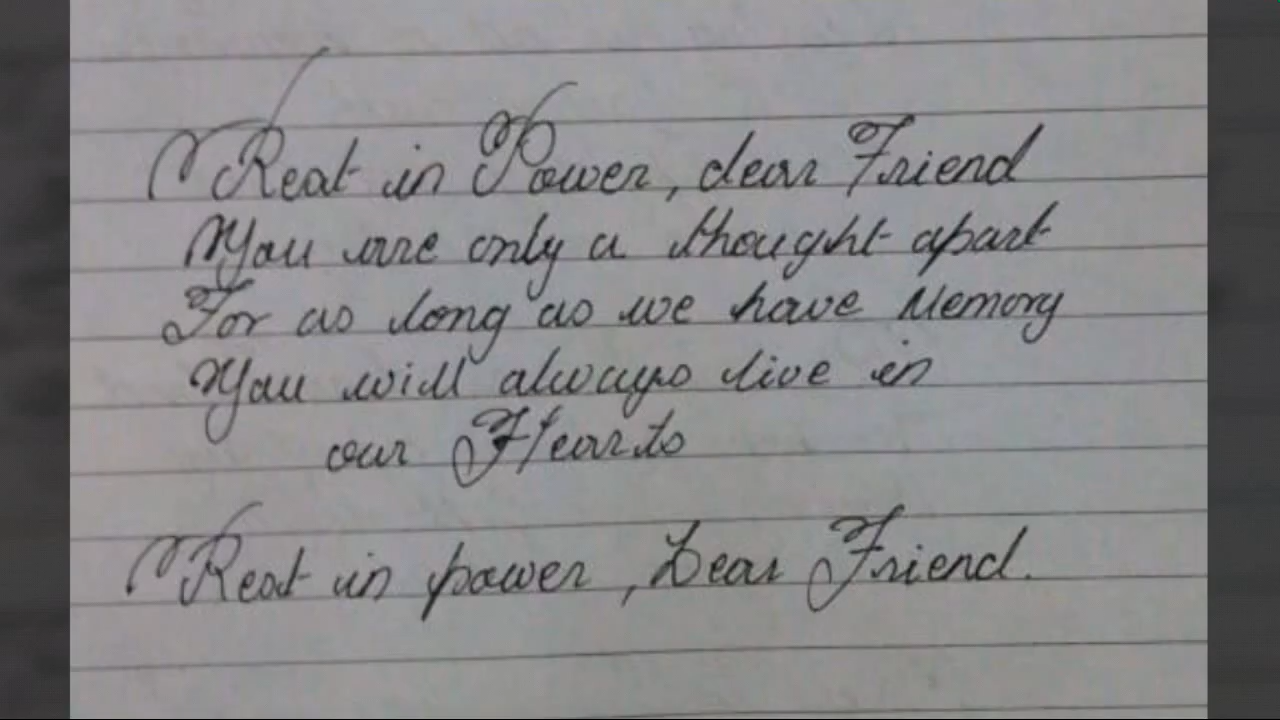 Rest in Power, dear Friend
You are only a thought apart
For as long as we have Memory
You will always live in
our Hearts
Rest in power, Dear Friend.